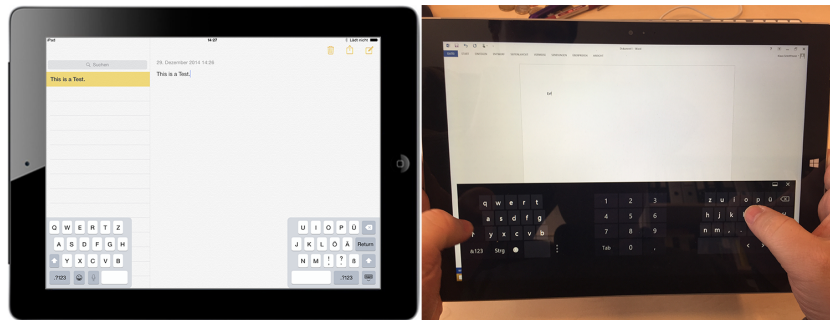 iPad 14:27 Lädt nicht
Suchen
This is a Test.
29. Dezember 2014 14:26
This is a Test.
Q W E R T Z
A S D F G H
Y X C V B
.?123
U I O P Ü
J K L Ö Ä Return
N M ! , ? . ß
.?123
q w e r t
a s d f g
y x c v b
&123 Strg
1 2 3
4 5 6
7 8 9
Tab 0 ,
z u i o p ü
h j k
n m , .
< >